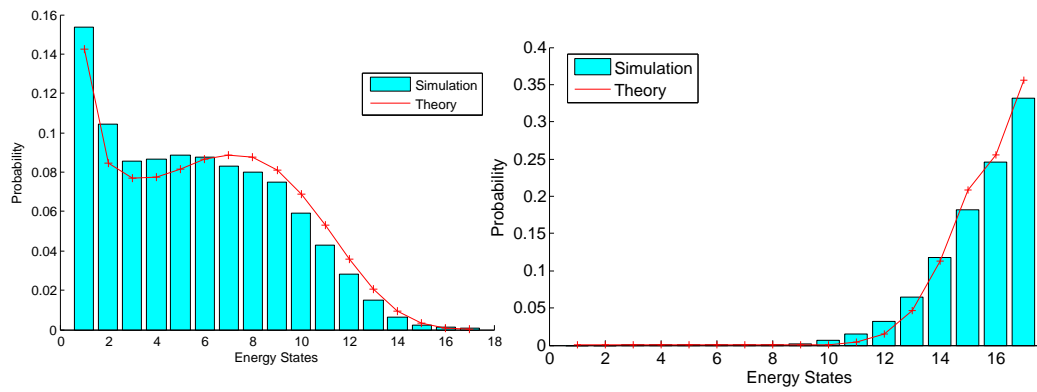 0.16
0.14
0.12
0.1
0.08
0.06
0.04
0.02
0
Probability
0 2 4 6 8 10 12 14 16 18
Energy States
Simulation
Theory
0.4
0.35
0.3
0.25
0.2
0.15
0.1
0.05
0
Probability
0 2 4 6 8 10 12 14 16
Energy States
Simulation
Theory